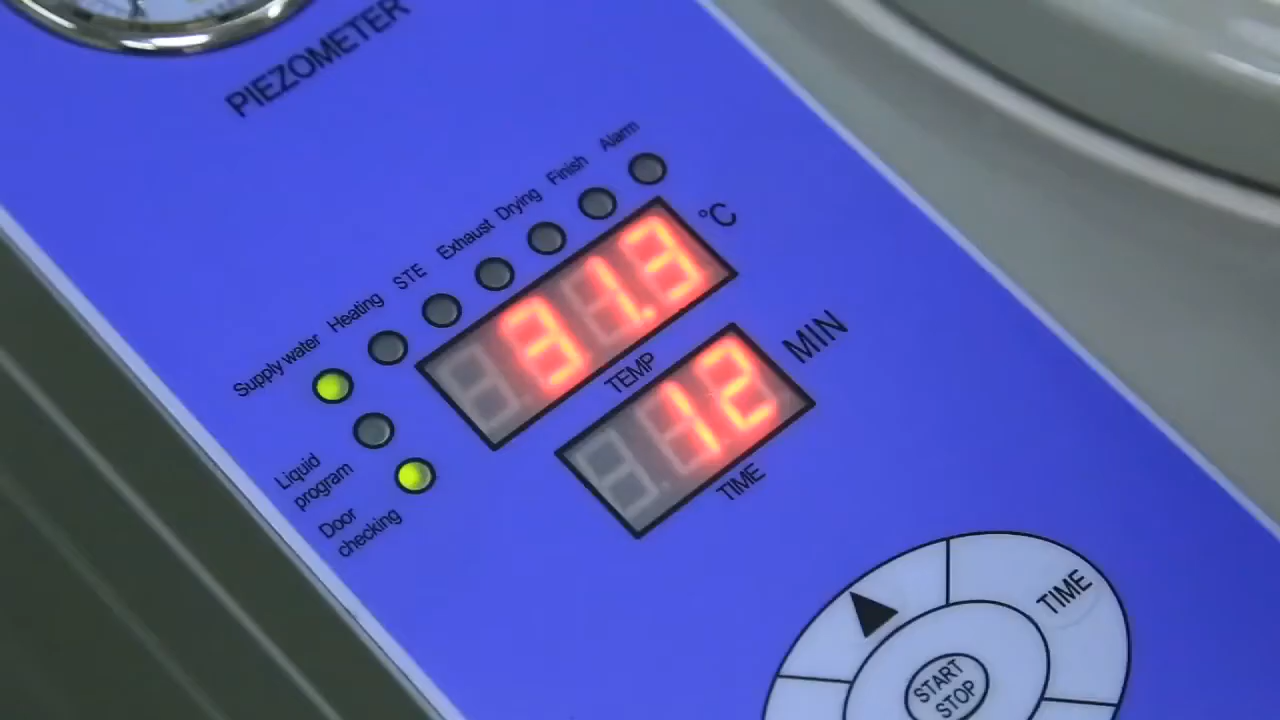 PIEZOMETER
Supply water
Heating
STE
Exhaust
Drying
Finish
Alarm
31.3
°C
TEMP
Liquid
program
Door
checking
12
MIN
TIME
TIME
START
STOP